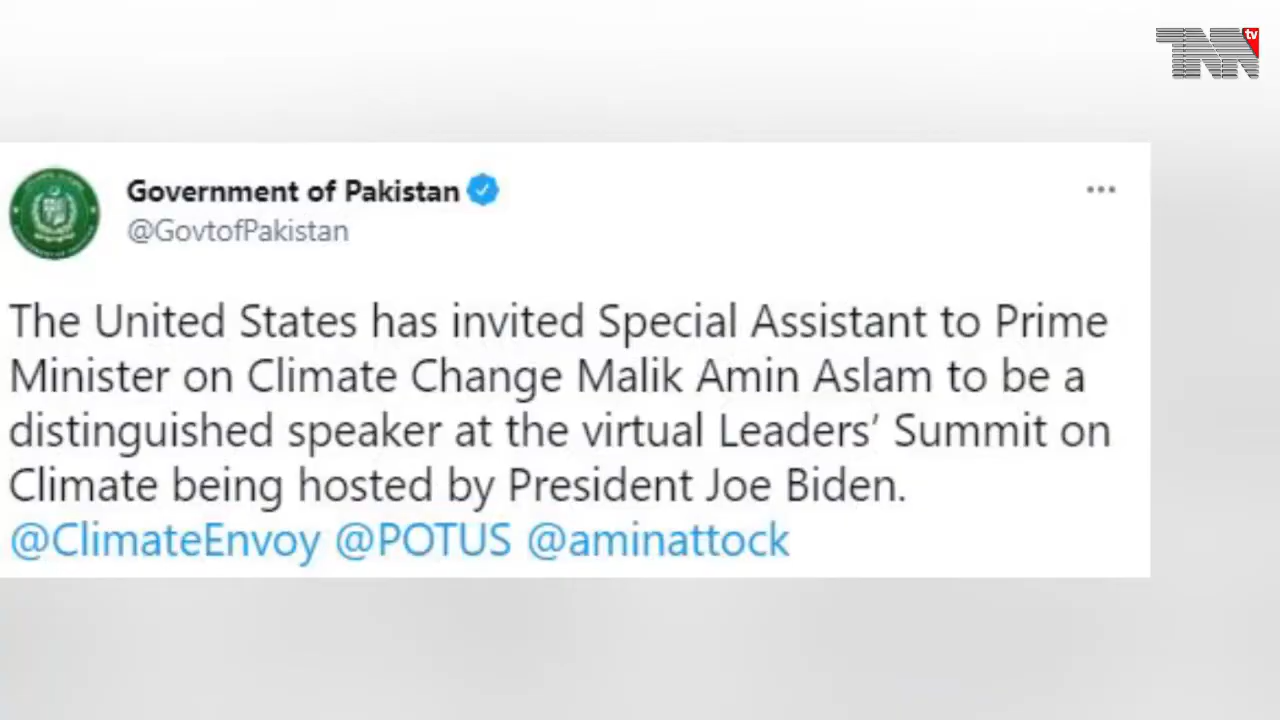 TNN tv
Government of Pakistan
@GovtofPakistan
The United States has invited Special Assistant to Prime
Minister on Climate Change Malik Amin Aslam to be a
distinguished speaker at the virtual Leaders’ Summit on
Climate being hosted by President Joe Biden.
@ClimateEnvoy @POTUS @aminattock